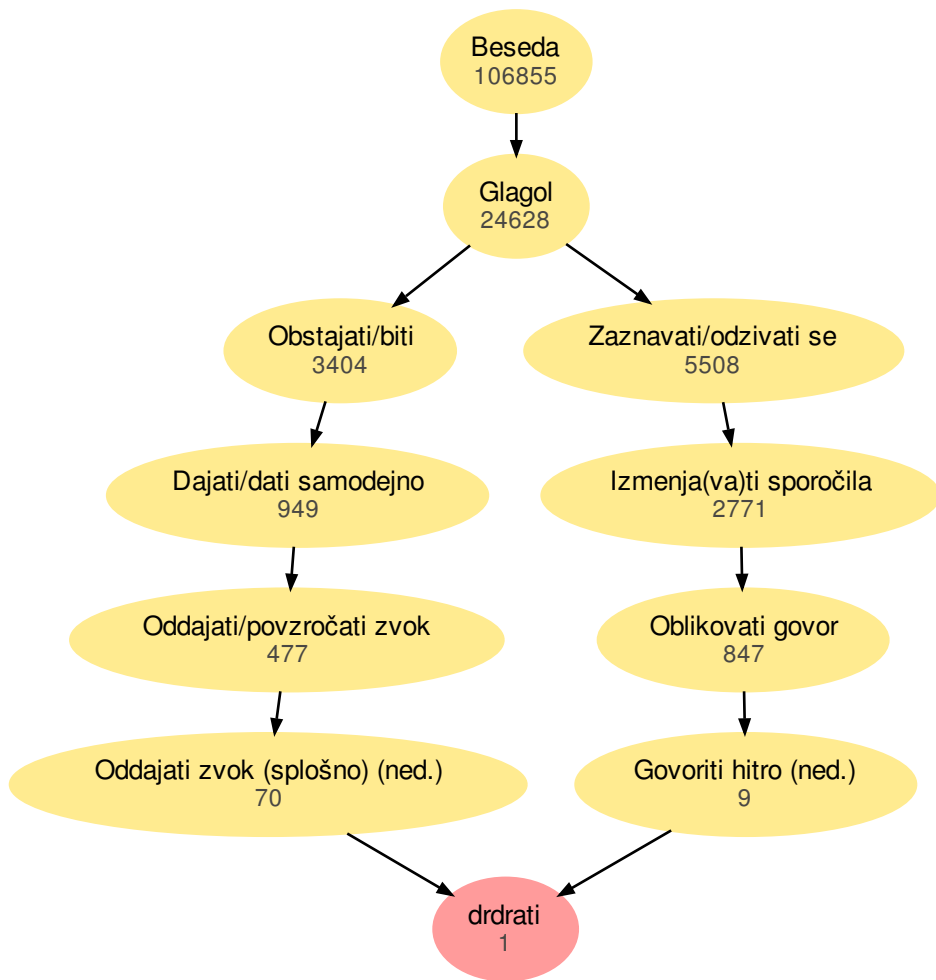 Beseda
106855
Glagol
24628
Obstajati/biti
3404
Zaznavati/odzivati se
5508
Dajati/dati samodejno
949
Izmenja(va)ti sporočila
2771
Oddajati/povzročati zvok
477
Oblikovati govor
847
Oddajati zvok (splošno) (ned.)
70
Govoriti hitro (ned.)
9
drdrati
1